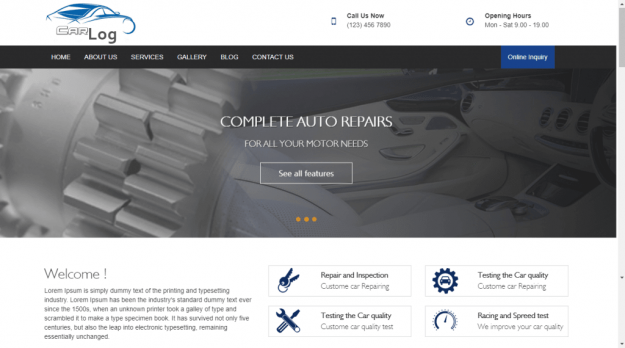 CAR
Log
Call Us Now
(123) 456 7890
Opening Hours
Mon - Sat 9.00 - 19.00
HOME ABOUT US SERVICES GALLERY BLOG CONTACT US
Online Inquiry
COMPLETE AUTO REPAIRS
FOR ALL YOUR MOTOR NEEDS
See all features
Welcome !
Lorem Ipsum is simply dummy text of the printing and typesetting
industry. Lorem Ipsum has been the industry's standard dummy text ever
since the 1500s, when an unknown printer took a galley of type and
scrambled it to make a type specimen book. It has survived not only five
centuries, but also the leap into electronic typesetting, remaining
essentially unchanged.
Repair and Inspection
Custome car Repairing
Testing the Car quality
Custome car Repairing
Testing the Car quality
Custome car quality test
Racing and Spreed test
We improve your car quality